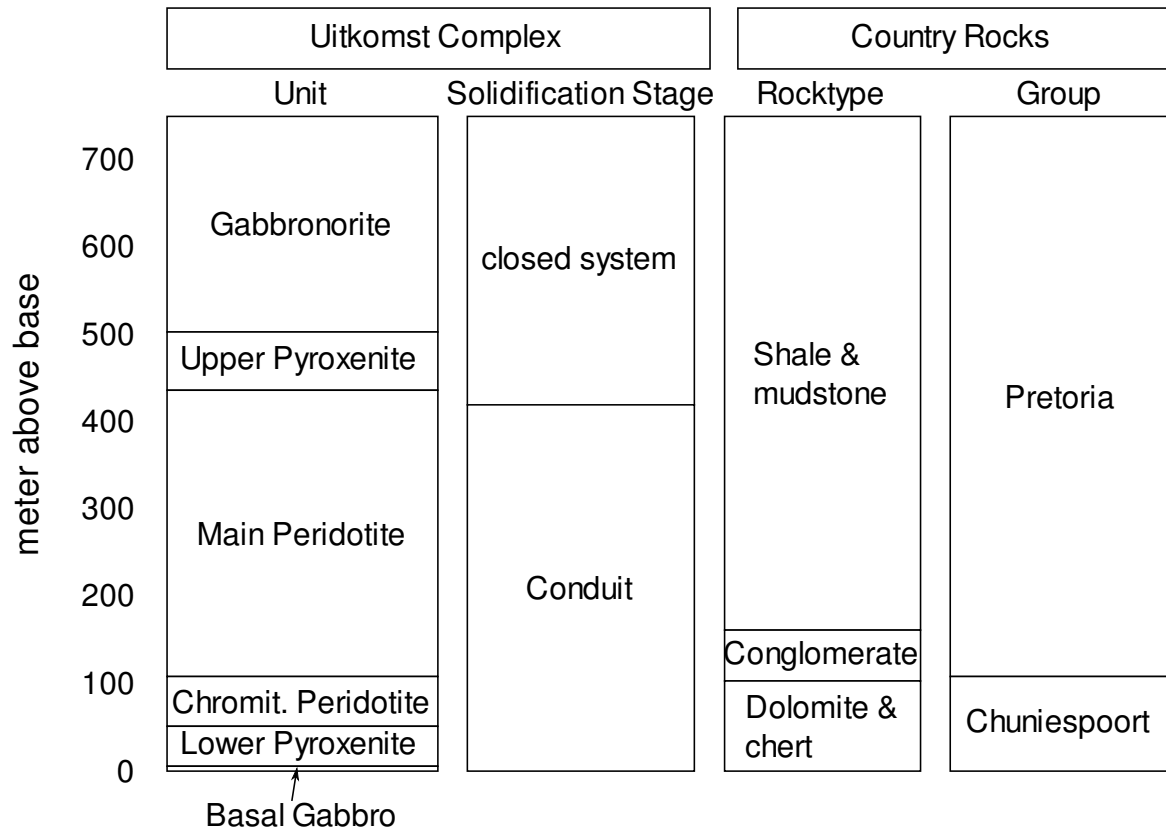 Uitkomst Complex
Country Rocks
Unit
Solidification Stage
Rocktype
Group
meter above base
700
600
500
400
300
200
100
0
Gabbronorite
Upper Pyroxenite
Main Peridotite
Chromit. Peridotite
Lower Pyroxenite
Basal Gabbro
closed system
Conduit
Shale &
mudstone
Conglomerate
Dolomite &
chert
Pretoria
Chuniespoort